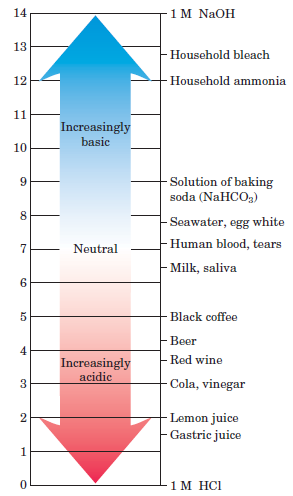 14
1 M NaOH
13
Household bleach
12
Household ammonia
11
Increasingly
basic
10
9
Solution of baking
soda (NaHCO₃)
8
Seawater, egg white
Human blood, tears
7
Neutral
Milk, saliva
6
5
Black coffee
Beer
4
Red wine
Increasingly
acidic
3
Cola, vinegar
2
Lemon juice
Gastric juice
1
0
1 M HCl